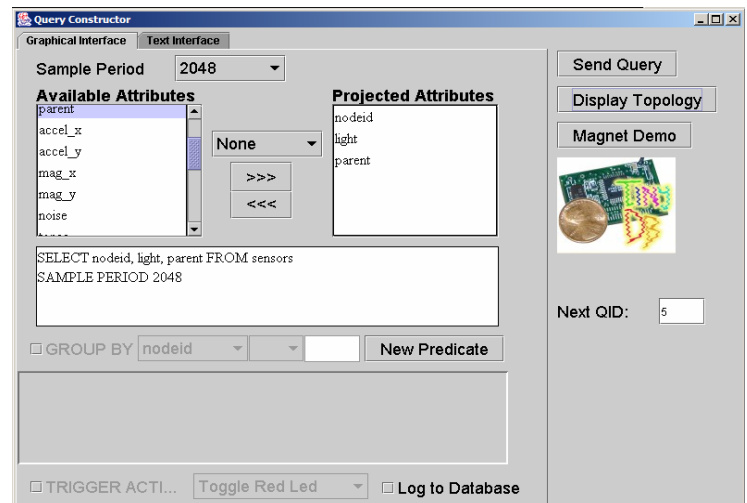 Query Constructor
Graphical Interface Text Interface
Sample Period 2048
Available Attributes
parent
accel_x
accel_y
mag_x
mag_y
noise
None
>>>
<<<
Projected Attributes
nodeid
light
parent
SELECT nodeid, light, parent FROM sensors
SAMPLE PERIOD 2048
GROUP BY nodeid
New Predicate
TRIGGER ACTI... Toggle Red Led
Log to Database
Send Query
Display Topology
Magnet Demo
Next QID: 5